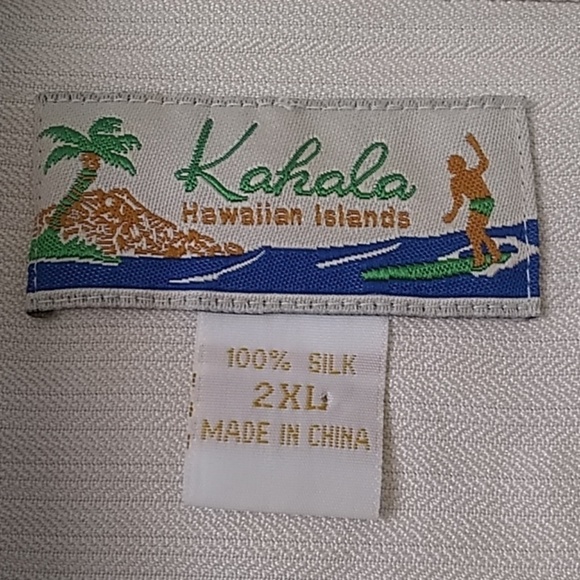 Kahala
Hawaiian Islands
100% SILK
2XL
MADE IN CHINA